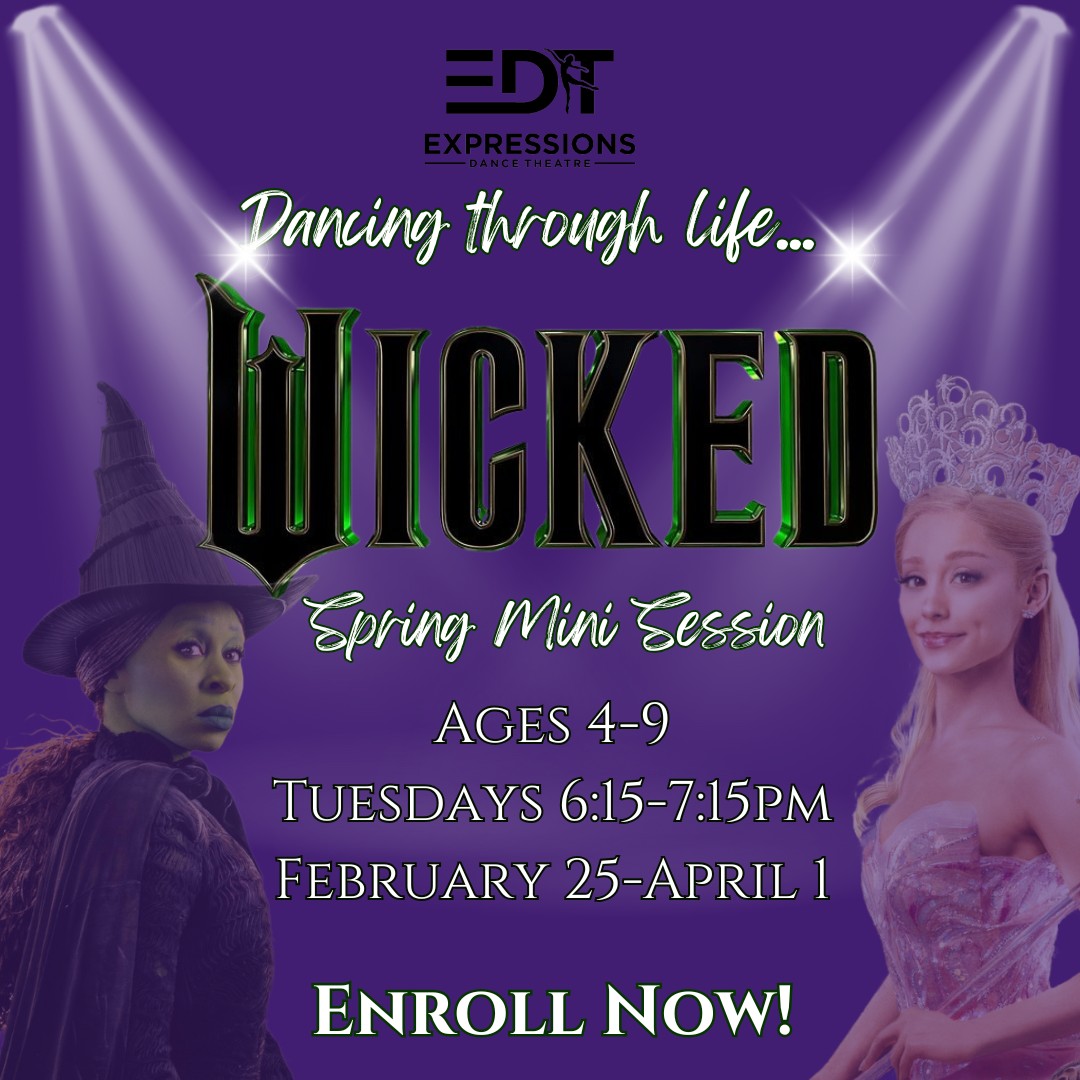 EDT
EXPRESSIONS
DANCE THEATRE
Dancing through life...
WICKED
Spring Mini Session
AGES 4-9
TUESDAYS 6:15-7:15PM
FEBRUARY 25-APRIL 1
ENROLL NOW!